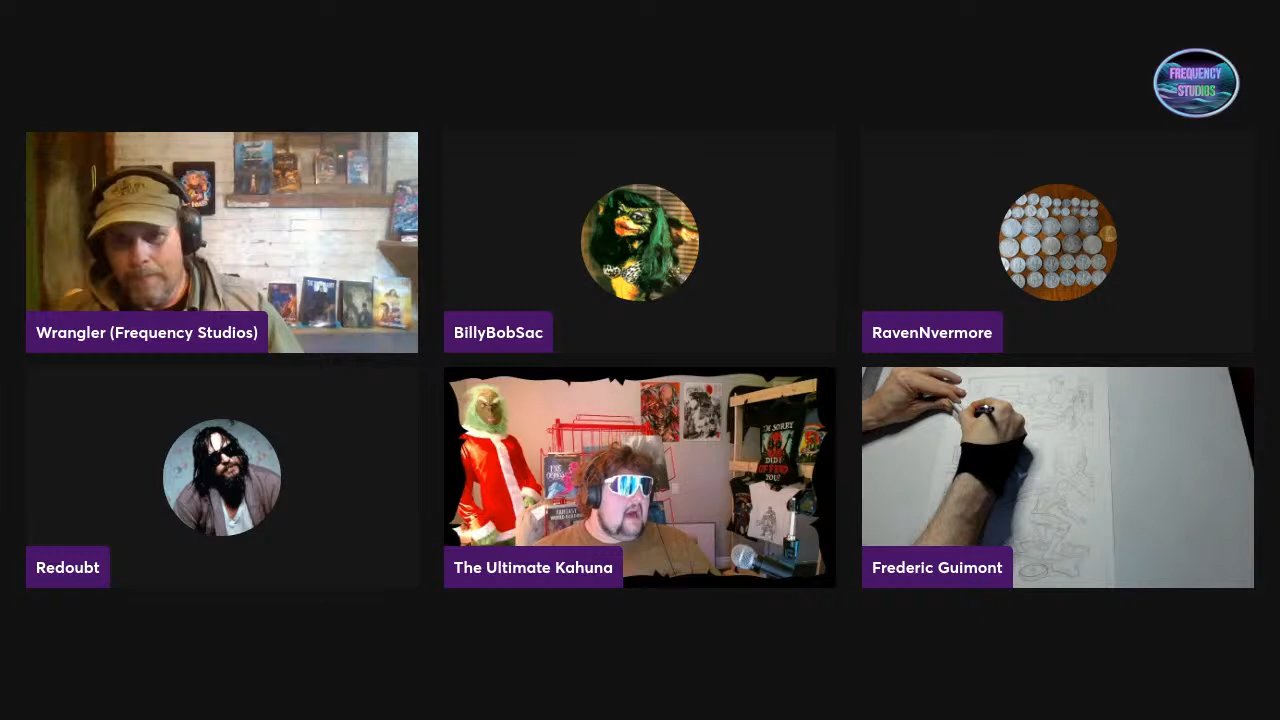 FREQUENCY
STUDIOS
Wrangler (Frequency Studios)
BillyBobSac
RavenNvermore
I'M SORRY
DID I
OFFEND
YOU?
Redoubt
The Ultimate Kahuna
Frederic Guimont